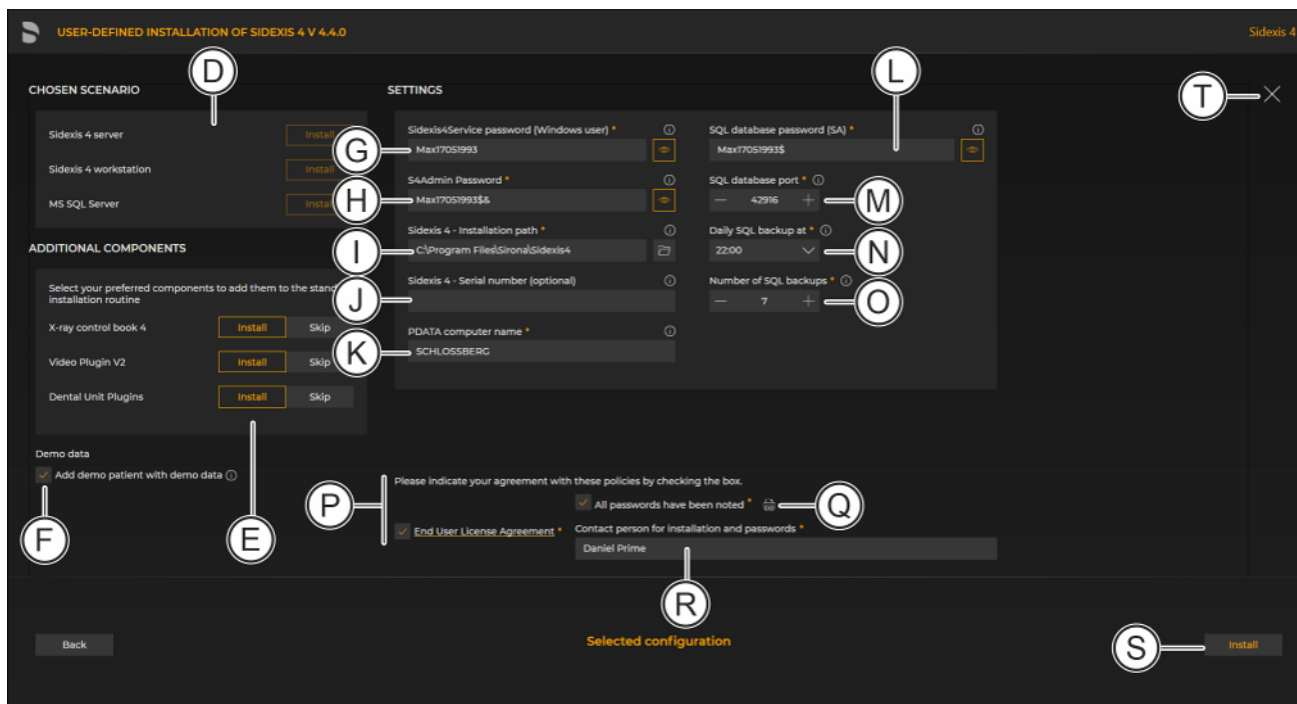 USER-DEFINED INSTALLATION OF SIDEXIS 4 V 4.4.0
Sidexis 4
D
L
T
CHOSEN SCENARIO
Sidexis 4 server
Install
Sidexis 4 workstation
Install
MS SQL Server
Install
ADDITIONAL COMPONENTS
Select your preferred components to add them to the stand
installation routine
X-ray control book 4
Install
Skip
Video Plugin V2
Install
Skip
Dental Unit Plugins
Install
Skip
E
Demo data
Add demo patient with demo data
F
SETTINGS
Sidexis4Service password (Windows user) *
G
Max17051993
S4Admin Password *
H
Max17051993$&
Sidexis 4 - Installation path *
I
C:\Program Files\Sirona\Sidexis4
Sidexis 4 - Serial number (optional)
J
PDATA computer name *
K
SCHLOSSBERG
SQL database password (SA) *
Max17051993$
SQL database port *
42916
M
Daily SQL backup at *
22:00
N
Number of SQL backups *
7
O
P
Please indicate your agreement with these policies by checking the box.
All passwords have been noted *
Q
End User License Agreement *
Contact person for installation and passwords *
Daniel Prime
R
Back
Selected configuration
S
Install